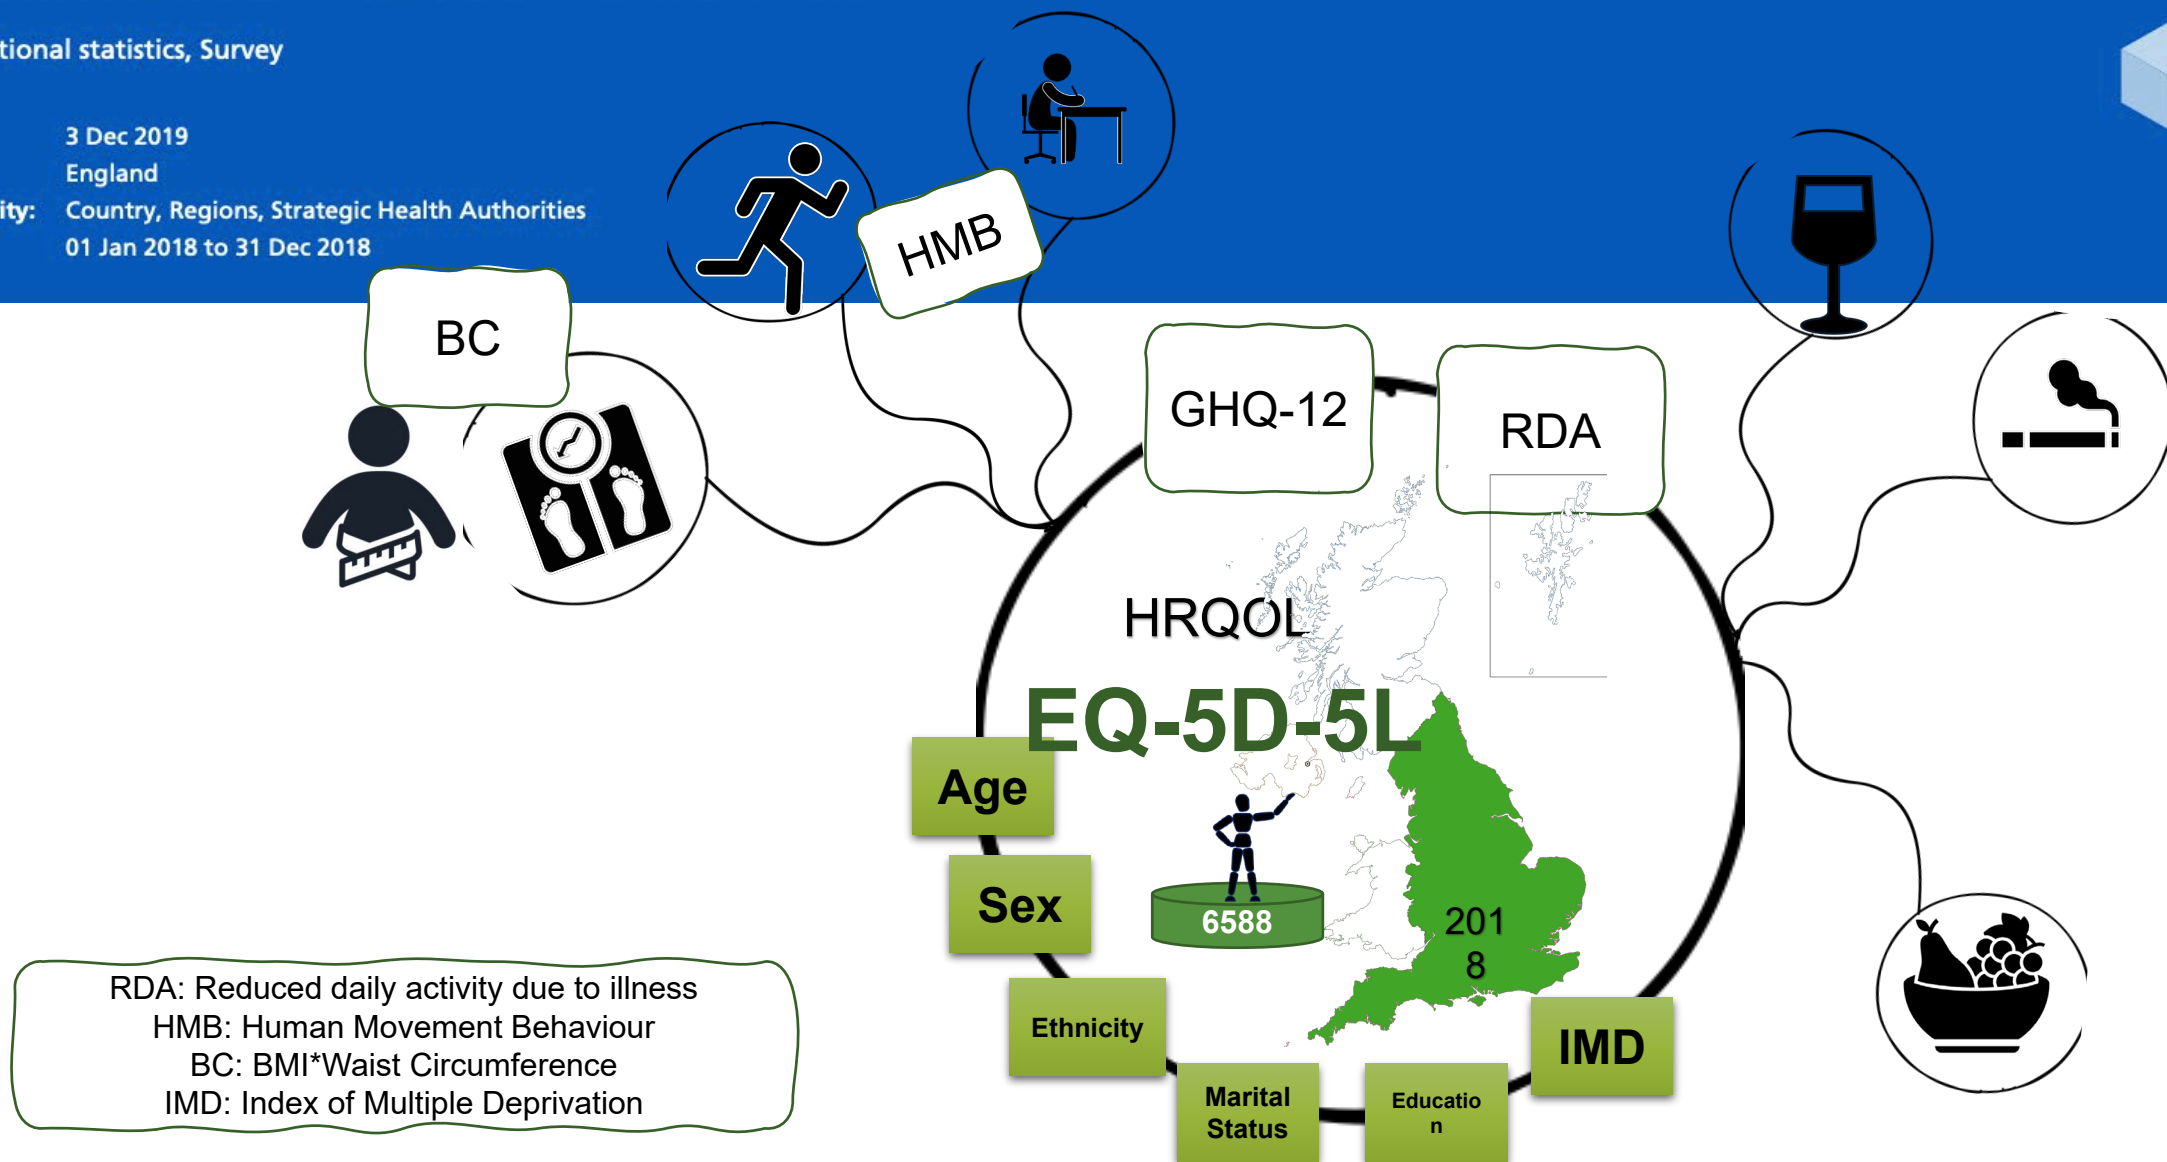 tional statistics, Survey
3 Dec 2019
England
ity: Country, Regions, Strategic Health Authorities
01 Jan 2018 to 31 Dec 2018
HMB
BC
GHQ-12
RDA
HRQOL
EQ-5D-5L
Age
Sex
6588
201
8
Ethnicity
IMD
Marital
Status
Educatio
n
RDA: Reduced daily activity due to illness
HMB: Human Movement Behaviour
BC: BMI*Waist Circumference
IMD: Index of Multiple Deprivation